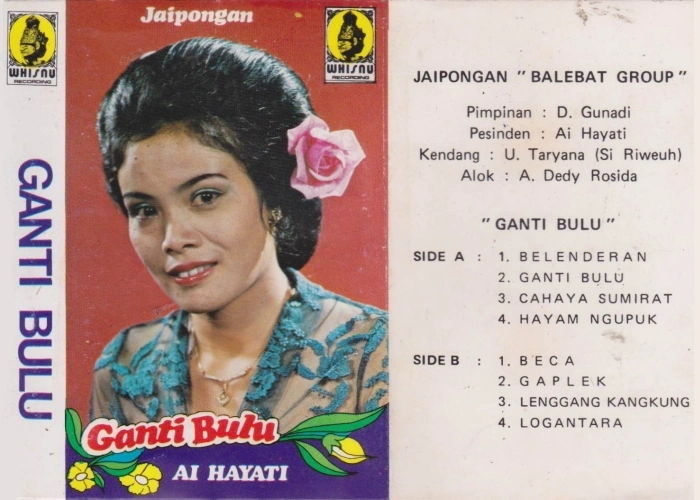 GANTI BULU
WHISNU
RECORDING
Jaipongan
WHISNU
RECORDING
Ganti Bulu
AI HAYATI
JAIPONGAN " BALEBAT GROUP "
Pimpinan : D. Gunadi
Pesinden : Ai Hayati
Kendang : U. Taryana (Si Riweuh)
Alok : A. Dedy Rosida
" GANTI BULU "
SIDE A : 1. BELENDERAN
2. GANTI BULU
3. CAHAYA SUMIRAT
4. HAYAM NGUPUK
SIDE B : 1. BECA
2. GAPLEK
3. LENGGANG KANGKUNG
4. LOGANTARA